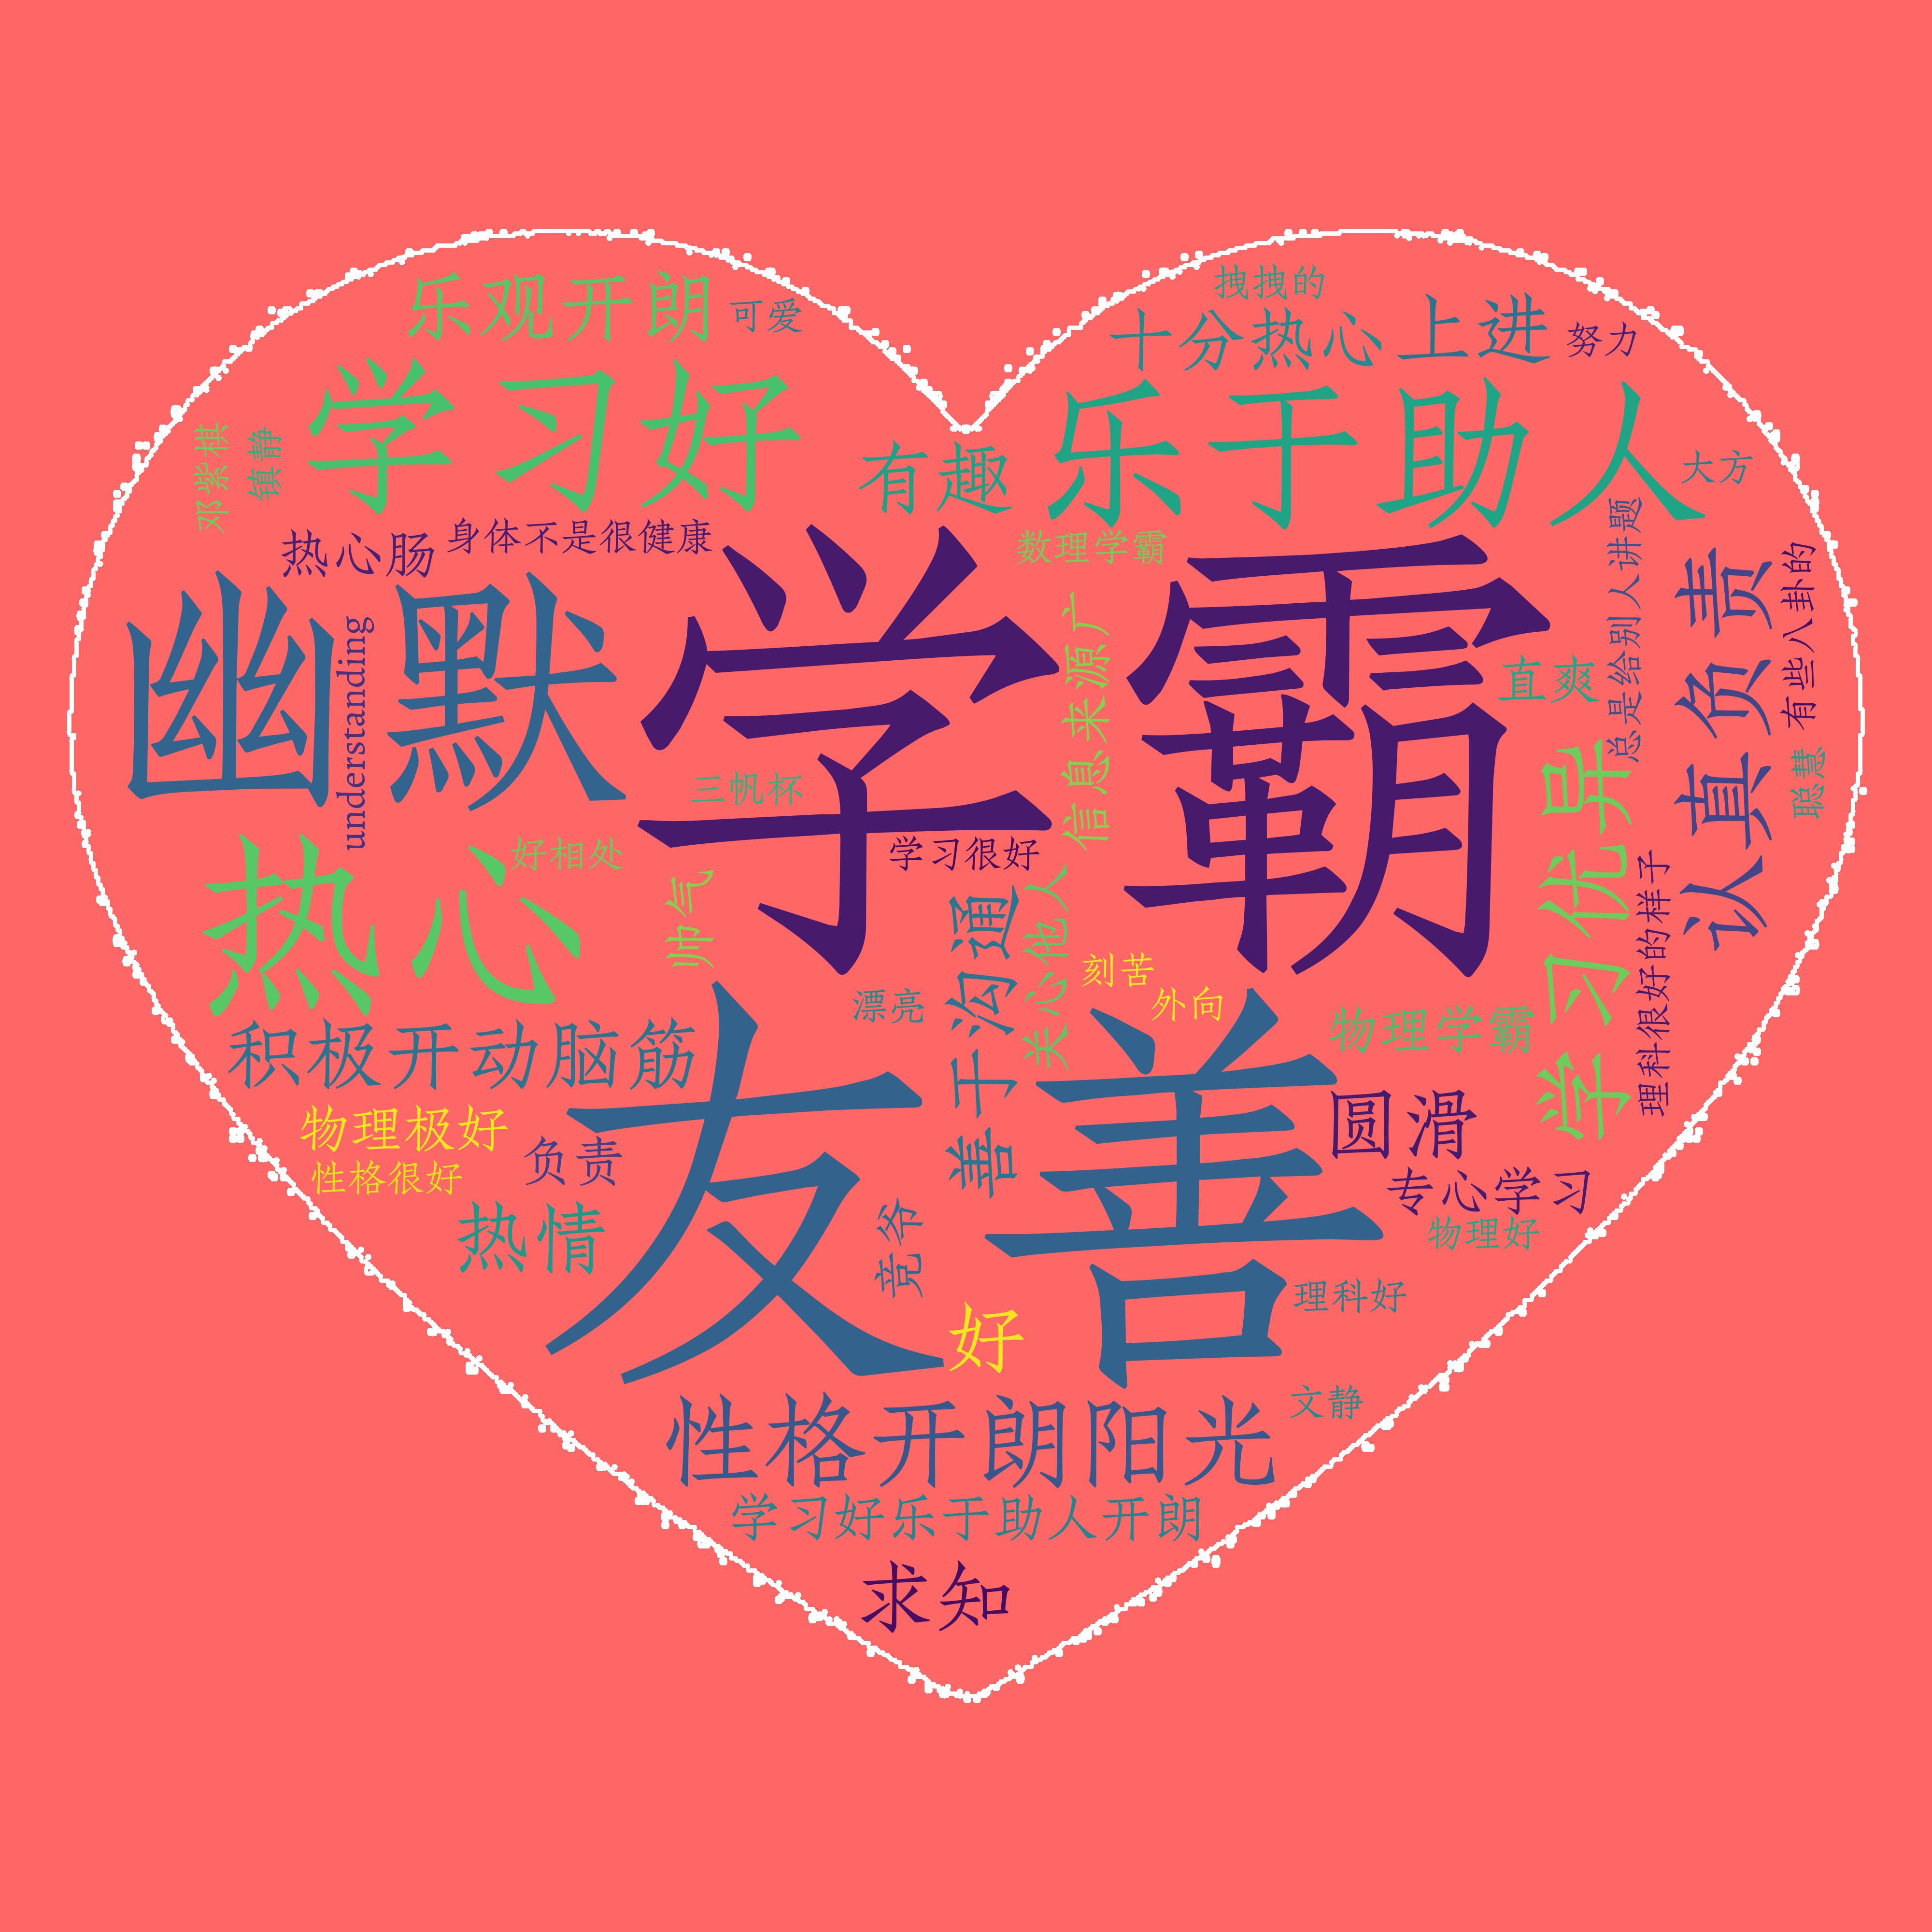 拽拽的
乐观开朗
可爱
十分热心
上进
努力
学习好
乐于助人
邓紫棋
镇静
有趣
大方
热心肠
身体不是很健康
数理学霸
总是给别人讲题
认真负责
有些八卦的
幽默
understanding
学霸
信息来源广
直爽
聪慧
三帆杯
学习优异
热心
好相处
学习很好
理科很好的样子
帅气
善于沟通
关心他人
刻苦
外向
漂亮
物理学霸
积极开动脑筋
友善
物理极好
负责
圆滑
性格很好
专心学习
热情
竞爷
物理好
理科好
好
性格开朗阳光
文静
学习好乐于助人开朗
求知